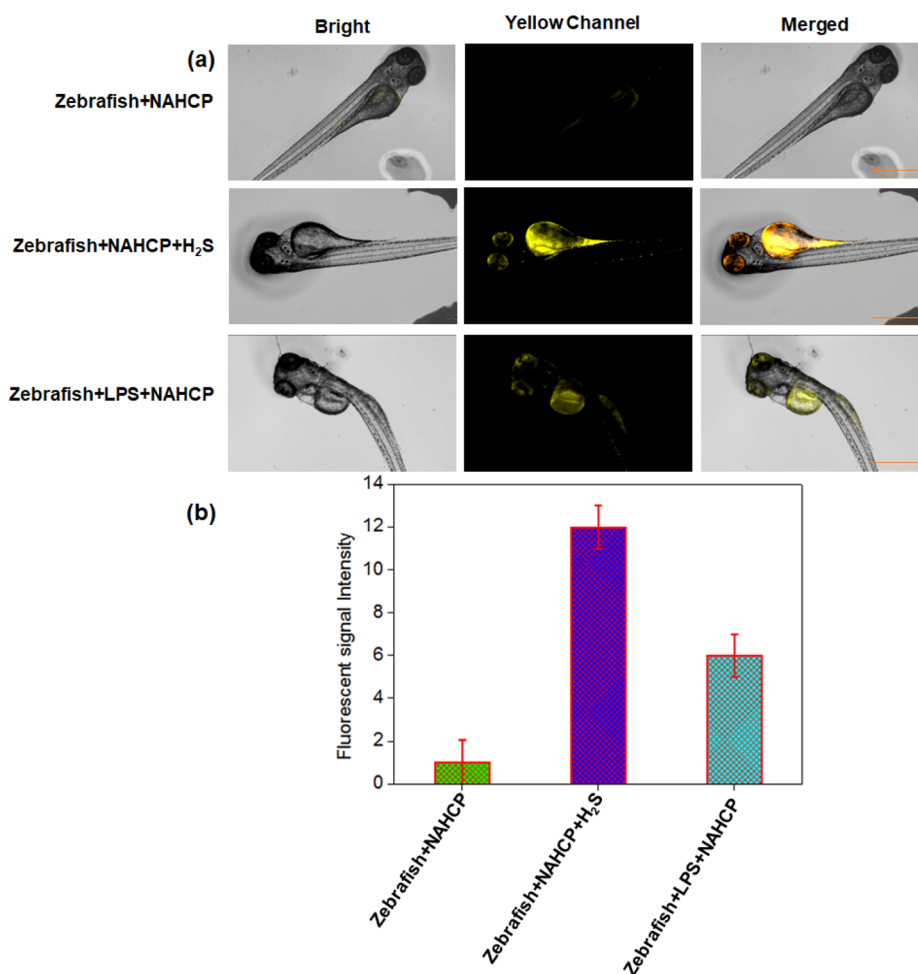 Bright Yellow Channel Merged
(a)
Zebrafish+NAHCP
Zebrafish+NAHCP+H₂S
Zebrafish+LPS+NAHCP
(b)
14
12
10
8
6
4
2
0
Fluorescent signal Intensity
Zebrafish+NAHCP
Zebrafish+NAHCP+H₂S
Zebrafish+LPS+NAHCP